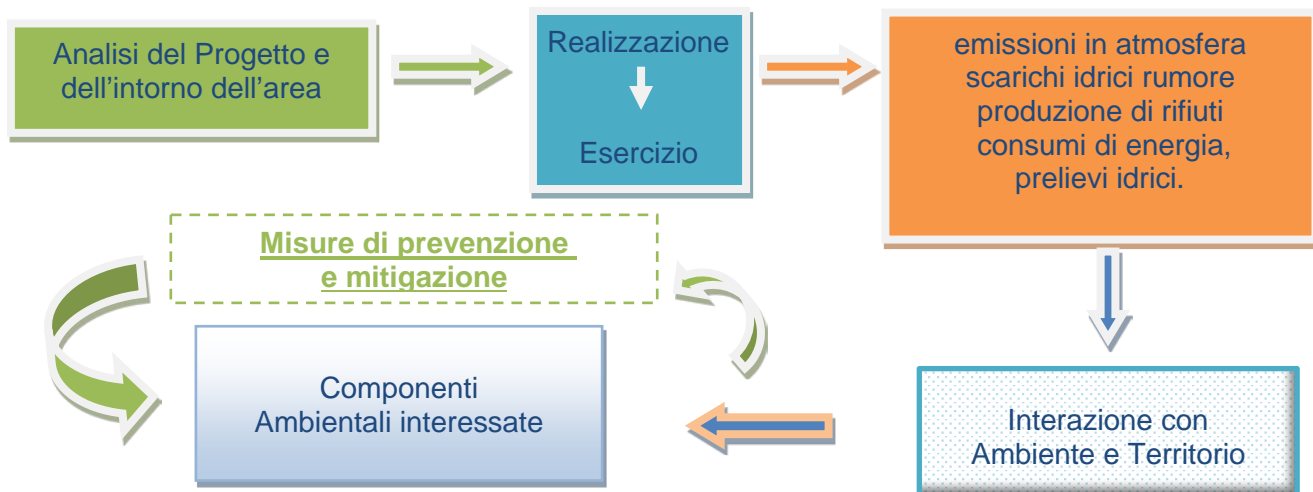 Analisi del Progetto e
dell’intorno dell’area
Realizzazione
Esercizio
emissioni in atmosfera
scarichi idrici rumore
produzione di rifiuti
consumi di energia,
prelievi idrici.
Misure di prevenzione
e mitigazione
Componenti
Ambientali interessate
Interazione con
Ambiente e Territorio